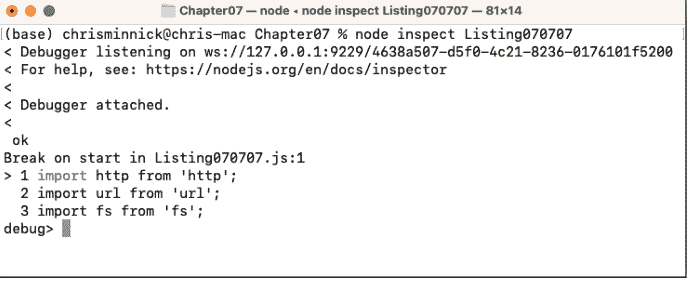 Chapter07 — node ◂ node inspect Listing070707 — 81×14
(base) chrisminnick@chris-mac Chapter07 % node inspect Listing070707
< Debugger listening on ws://127.0.0.1:9229/4638a507-d5f0-4c21-8236-0176101f5200
< For help, see: https://nodejs.org/en/docs/inspector
<
< Debugger attached.
<
ok
Break on start in Listing070707.js:1
> 1 import http from 'http';
2 import url from 'url';
3 import fs from 'fs';
debug>